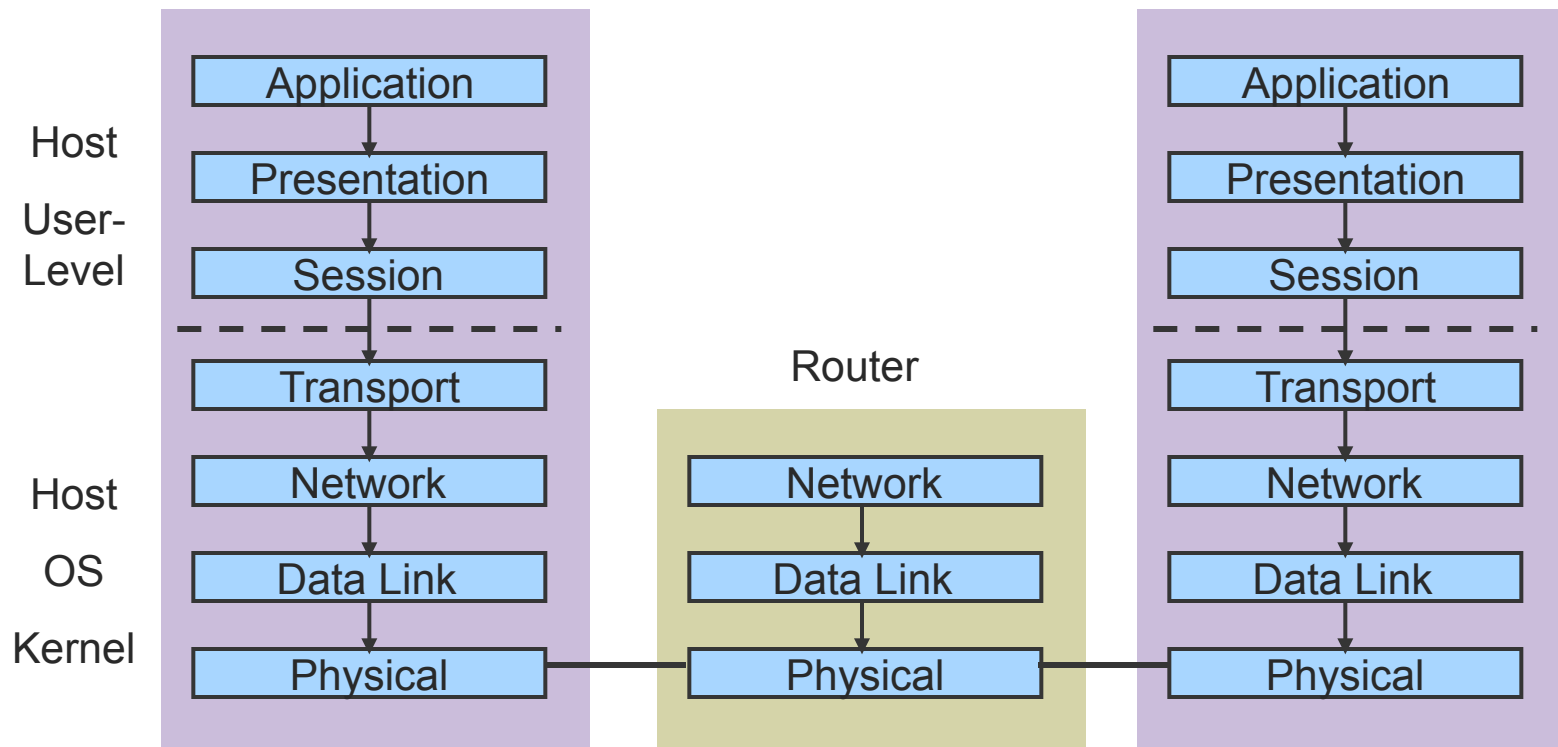 Host
User-
Level
Host
OS
Kernel
Application
Presentation
Session
Transport
Network
Data Link
Physical
Router
Network
Data Link
Physical
Application
Presentation
Session
Transport
Network
Data Link
Physical